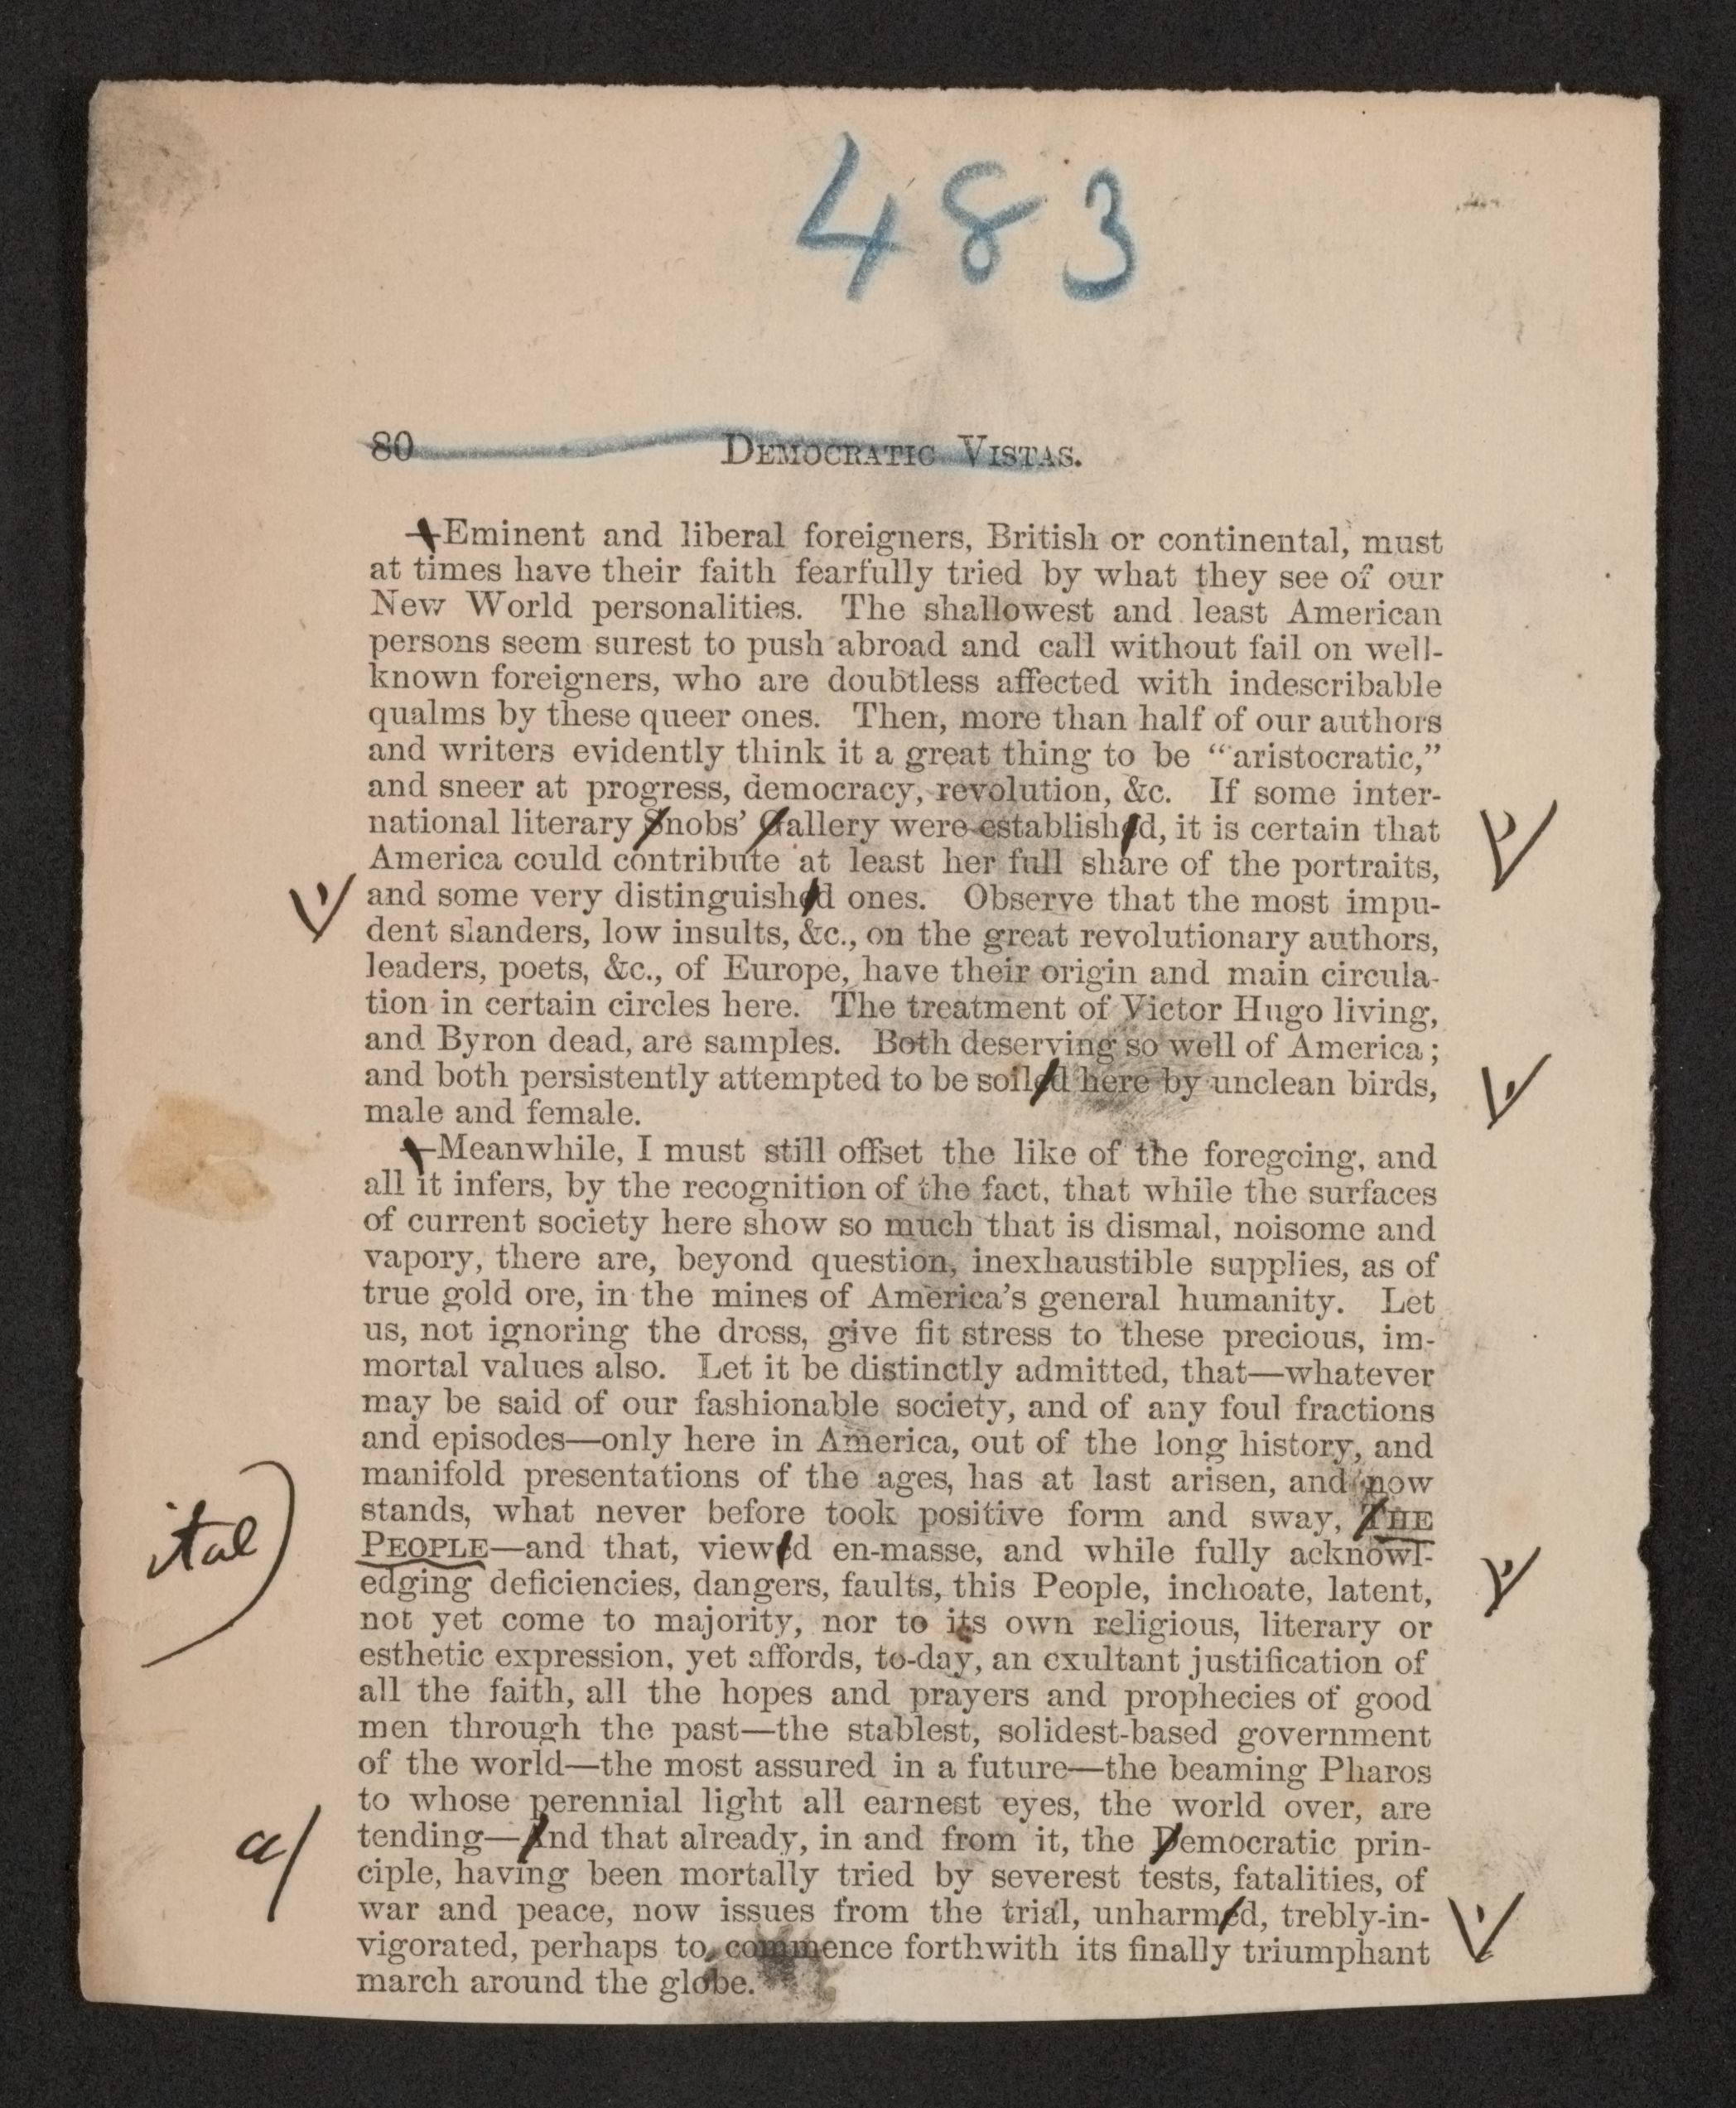 483
80 DEMOCRATIC VISTAS.
—Eminent and liberal foreigners, British or continental, must
at times have their faith fearfully tried by what they see of our
New World personalities. The shallowest and least American
persons seem surest to push abroad and call without fail on well-
known foreigners, who are doubtless affected with indescribable
qualms by these queer ones. Then, more than half of our authors
and writers evidently think it a great thing to be “aristocratic,”
and sneer at progress, democracy, revolution, &c. If some inter-
national literary Snobs’ Gallery were established, it is certain that
America could contribute at least her full share of the portraits,
and some very distinguished ones. Observe that the most impu-
dent slanders, low insults, &c., on the great revolutionary authors,
leaders, poets, &c., of Europe, have their origin and main circula-
tion in certain circles here. The treatment of Victor Hugo living,
and Byron dead, are samples. Both deserving so well of America;
and both persistently attempted to be soiled here by unclean birds,
male and female.
—Meanwhile, I must still offset the like of the foregoing, and
all it infers, by the recognition of the fact, that while the surfaces
of current society here show so much that is dismal, noisome and
vapory, there are, beyond question, inexhaustible supplies, as of
true gold ore, in the mines of America’s general humanity. Let
us, not ignoring the dross, give fit stress to these precious, im-
mortal values also. Let it be distinctly admitted, that—whatever
may be said of our fashionable society, and of any foul fractions
and episodes—only here in America, out of the long history, and
manifold presentations of the ages, has at last arisen, and now
stands, what never before took positive form and sway, THE
ital
PEOPLE—and that, viewed en-masse, and while fully acknowl-
edging deficiencies, dangers, faults, this People, inchoate, latent,
not yet come to majority, nor to its own religious, literary or
esthetic expression, yet affords, to-day, an exultant justification of
all the faith, all the hopes and prayers and prophecies of good
men through the past—the stablest, solidest-based government
of the world—the most assured in a future—the beaming Pharos
to whose perennial light all earnest eyes, the world over, are
a/
tending—And that already, in and from it, the Democratic prin-
ciple, having been mortally tried by severest tests, fatalities, of
war and peace, now issues from the trial, unharmed, trebly-in-
vigorated, perhaps to commence forthwith its finally triumphant
march around the globe.